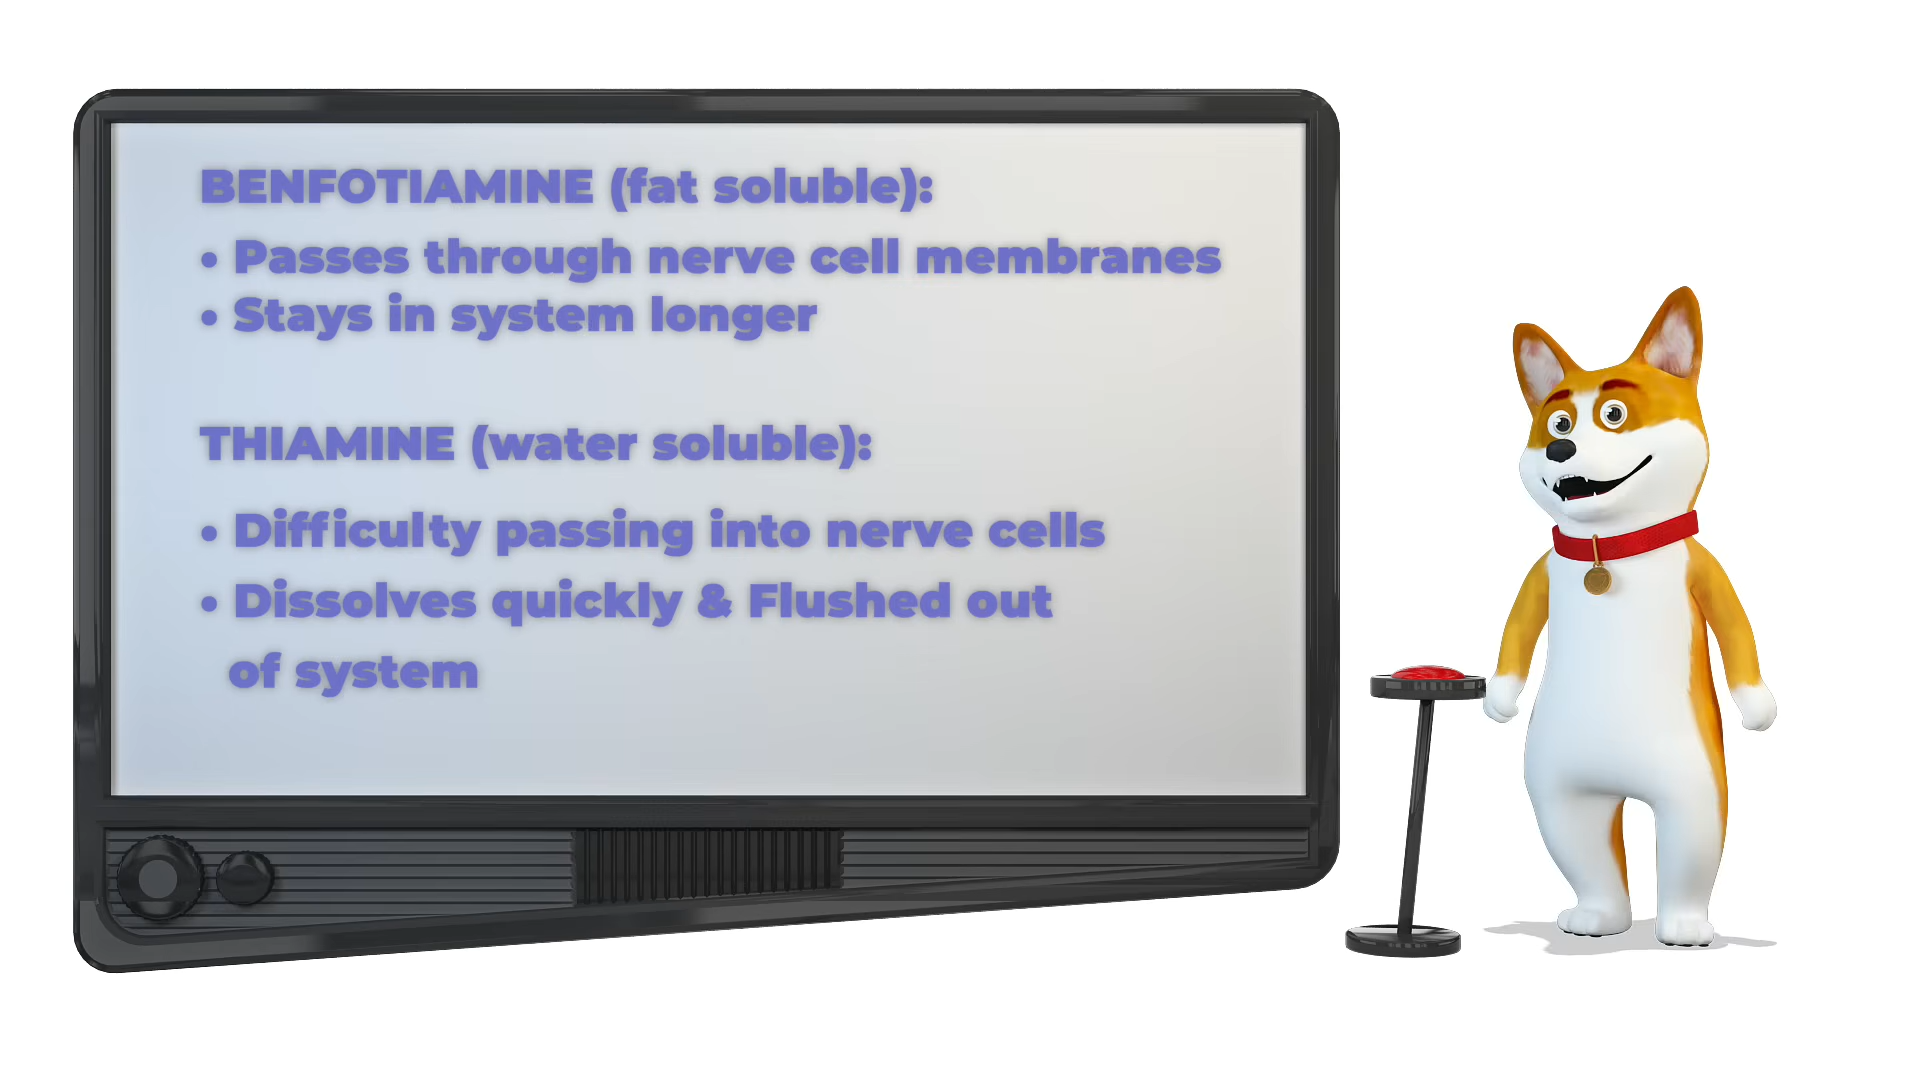 BENFOTIAMINE (fat soluble):
• Passes through nerve cell membranes
• Stays in system longer
THIAMINE (water soluble):
• Difficulty passing into nerve cells
• Dissolves quickly & Flushed out
of system